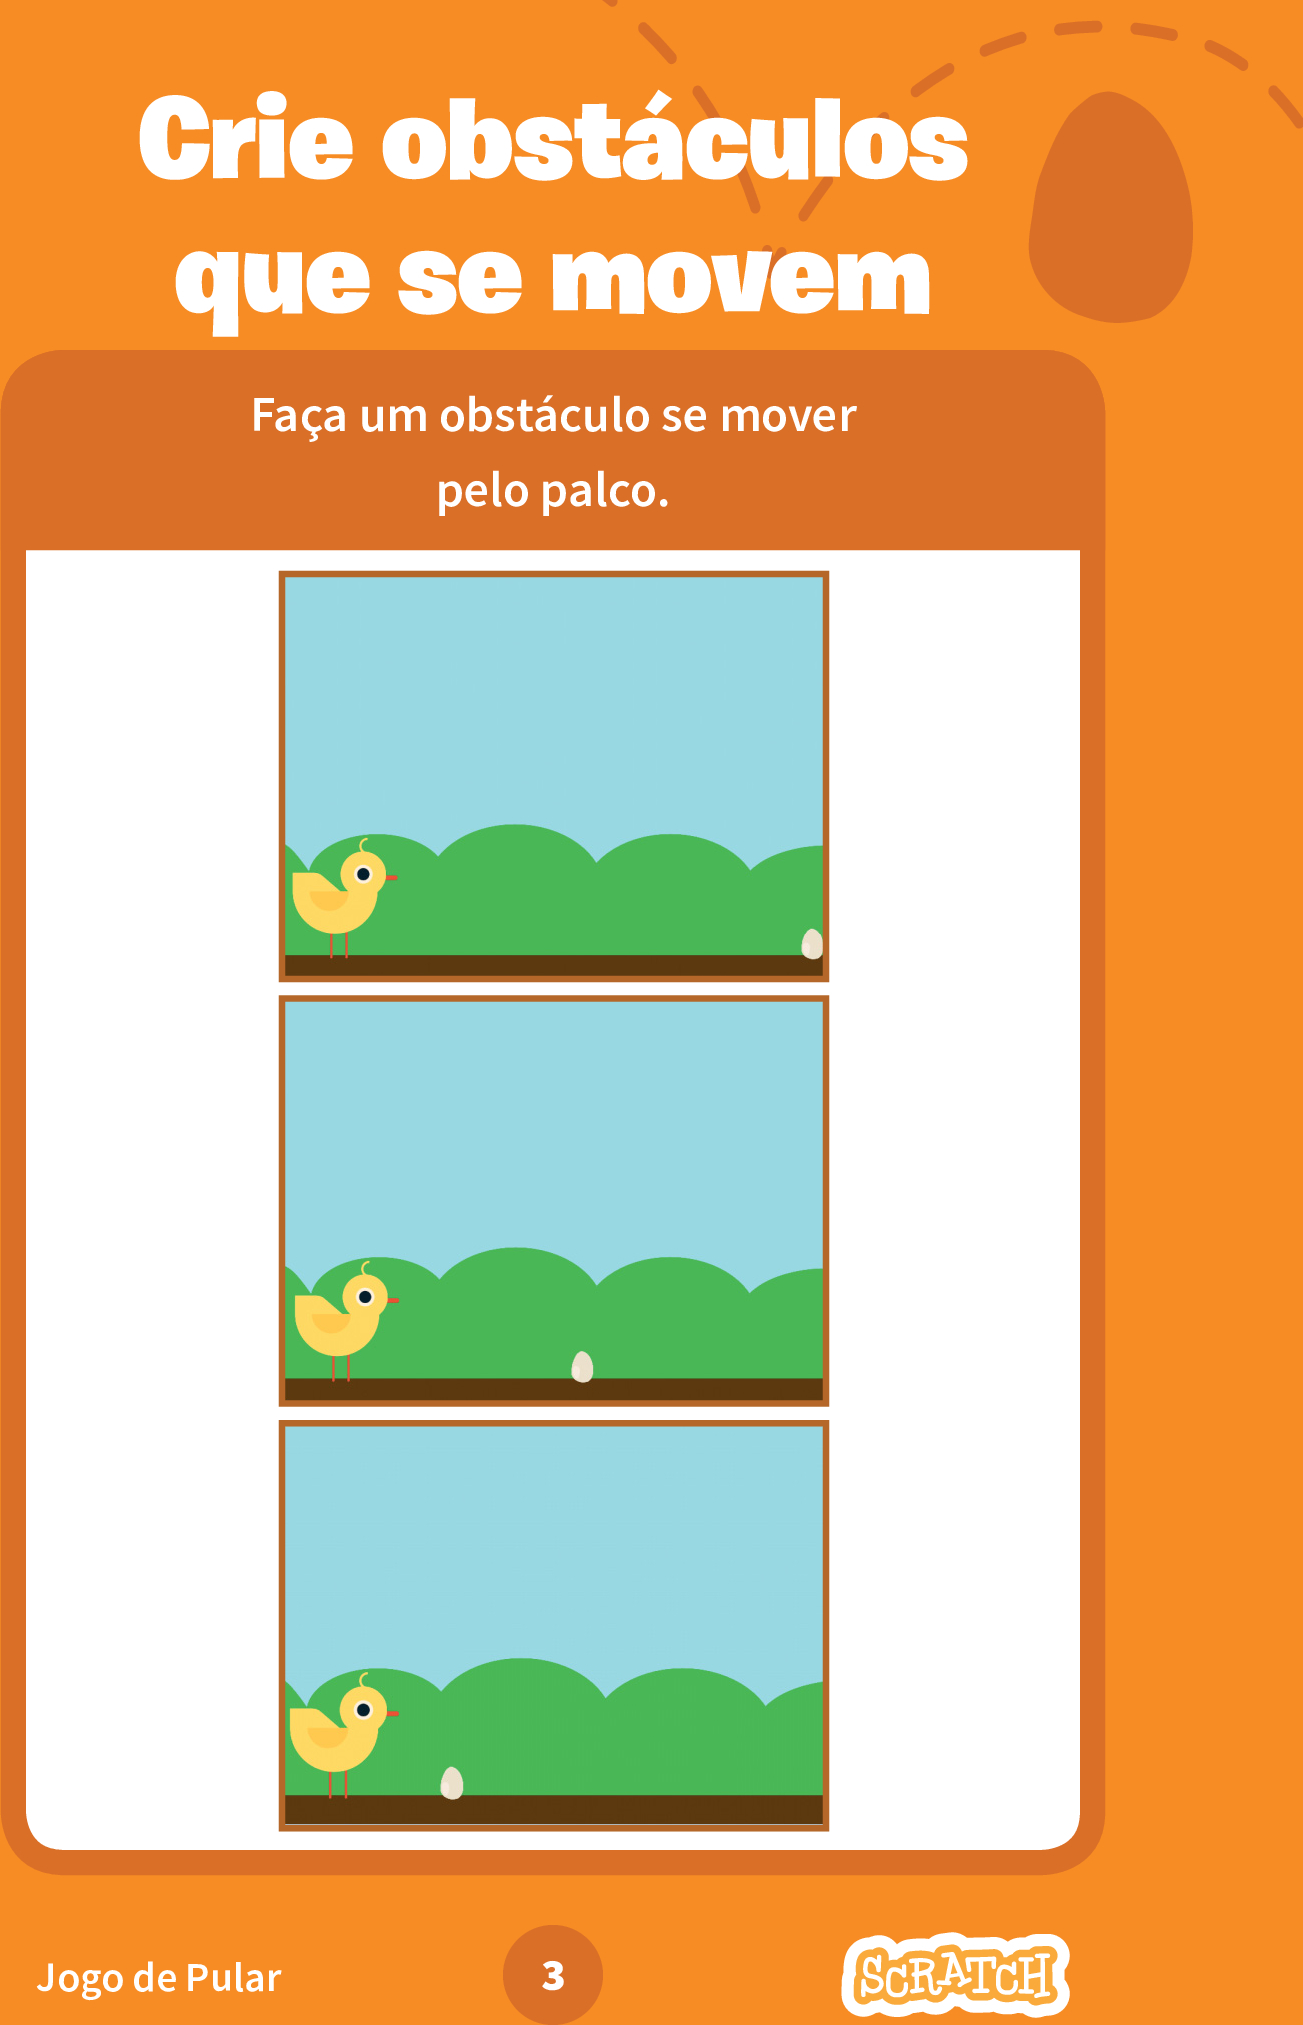 Crie obstáculos
que se movem
Faça um obstáculo se mover
pelo palco.
Jogo de Pular
3
SCRATCH